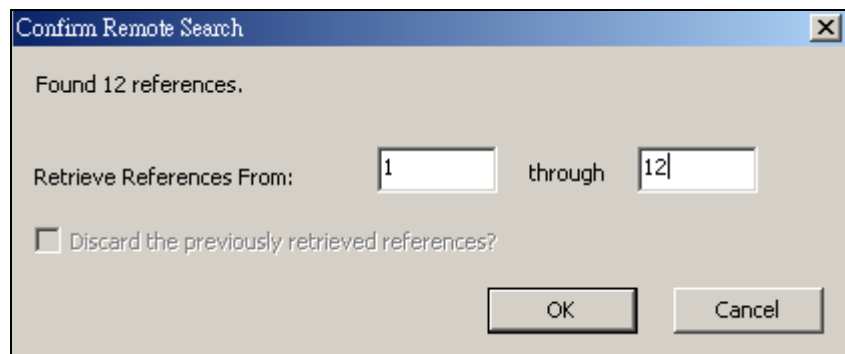 Confirm Remote Search
Found 12 references.
Retrieve References From: 1 through 12
Discard the previously retrieved references?
OK Cancel